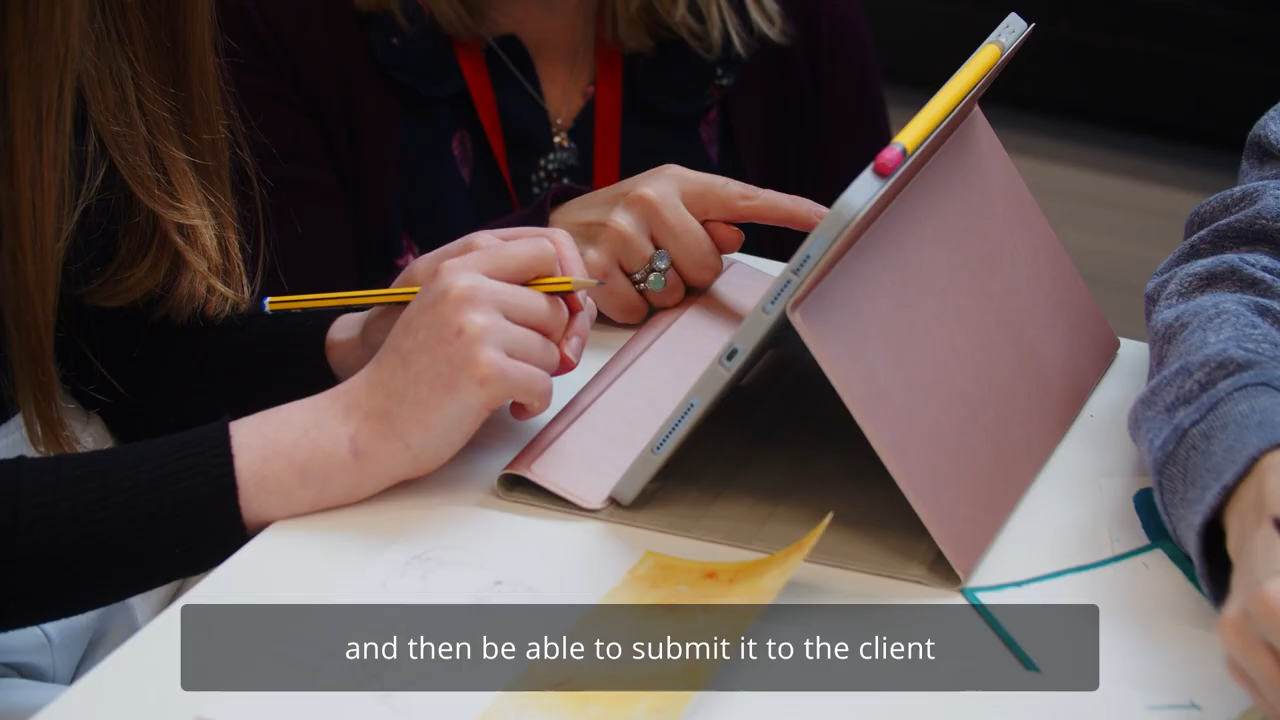 and then be able to submit it to the client